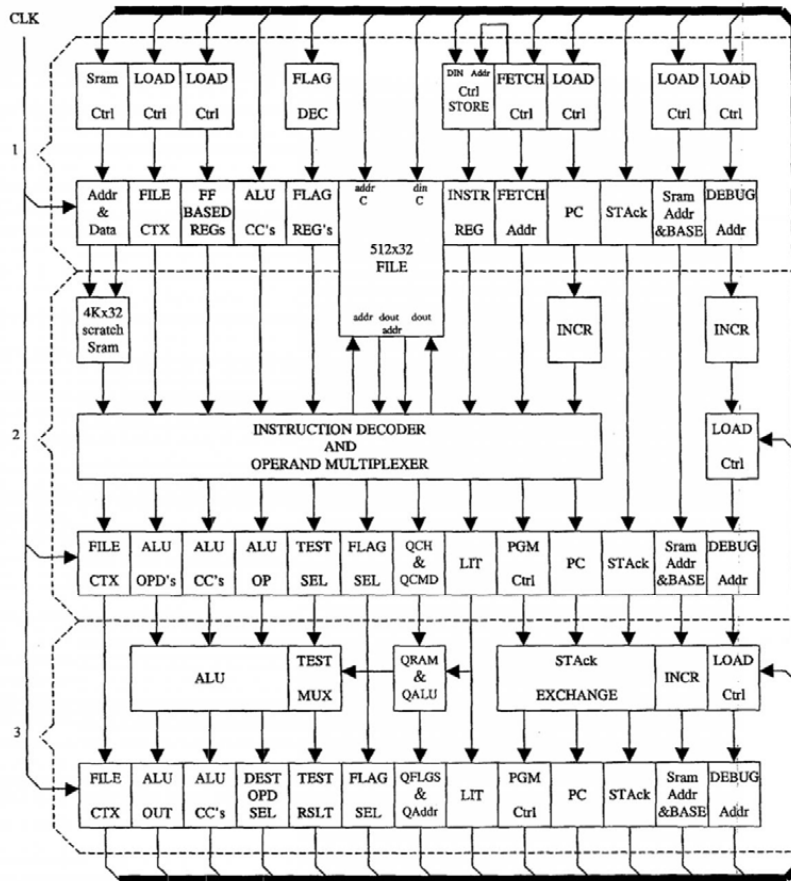 CLK
Sram LOAD LOAD FLAG DIN Addr FETCH LOAD LOAD LOAD
Ctrl
Ctrl Ctrl Ctrl DEC STORE Ctrl Ctrl Ctrl Ctrl
1
Addr FILE FF ALU FLAG addr din INSTR FETCH PC STAck Sram DEBUG
& BASED C C Addr
Data CTX REGs CC's REG's REG Addr &BASE Addr
512x32
FILE
4Kx32
scratch
Sram
addr dout dout
addr
INCR INCR
INSTRUCTION DECODER
AND
OPERAND MULTIPLEXER
LOAD
Ctrl
2
FILE ALU ALU ALU TEST FLAG QCH LIT PGM PC STAck Sram DEBUG
& Addr
CTX OPD's CC's OP SEL SEL QCMD Ctrl &BASE Addr
ALU TEST QRAM STAck INCR LOAD
&
MUX QALU EXCHANGE Ctrl
3
FILE ALU ALU DEST TEST FLAG QFLGS LIT PGM PC STAck Sram DEBUG
OPD & Addr
CTX OUT CC's SEL RSLT SEL QAddr Ctrl &BASE Addr